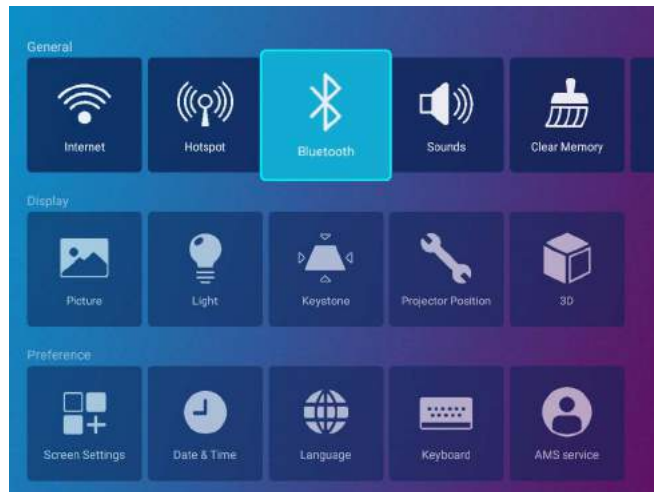 General
Internet
Hotspot
Bluetooth
Sounds
Clear Memory
Display
Picture
Light
Keystone
Projector Position
3D
Preference
Screen Settings
Date & Time
Language
Keyboard
AMS service